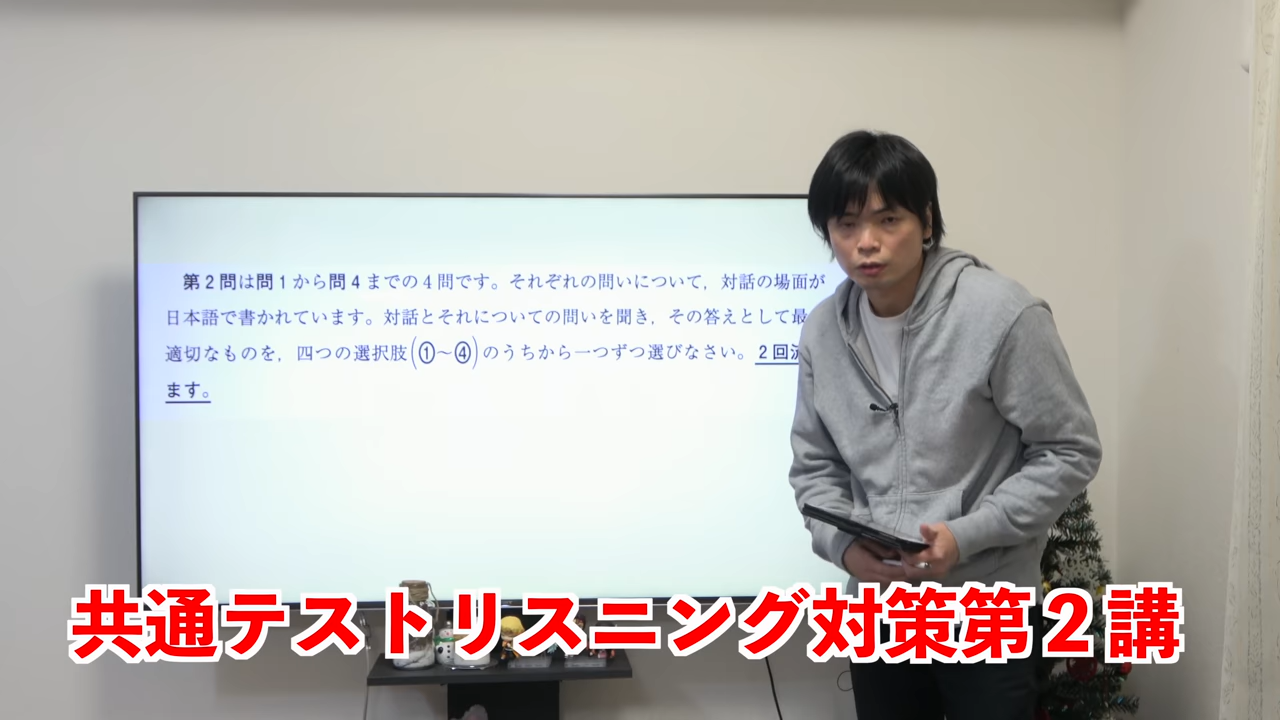 第２問は問１から問４までの４問です。それぞれの問いについて，対話の場面が
日本語で書かれています。対話とそれについての問いを聞き，その答えとして最
適切なものを，四つの選択肢(①～④)のうちから一つずつ選びなさい。２回流
ます。
共通テストリスニング対策第２講